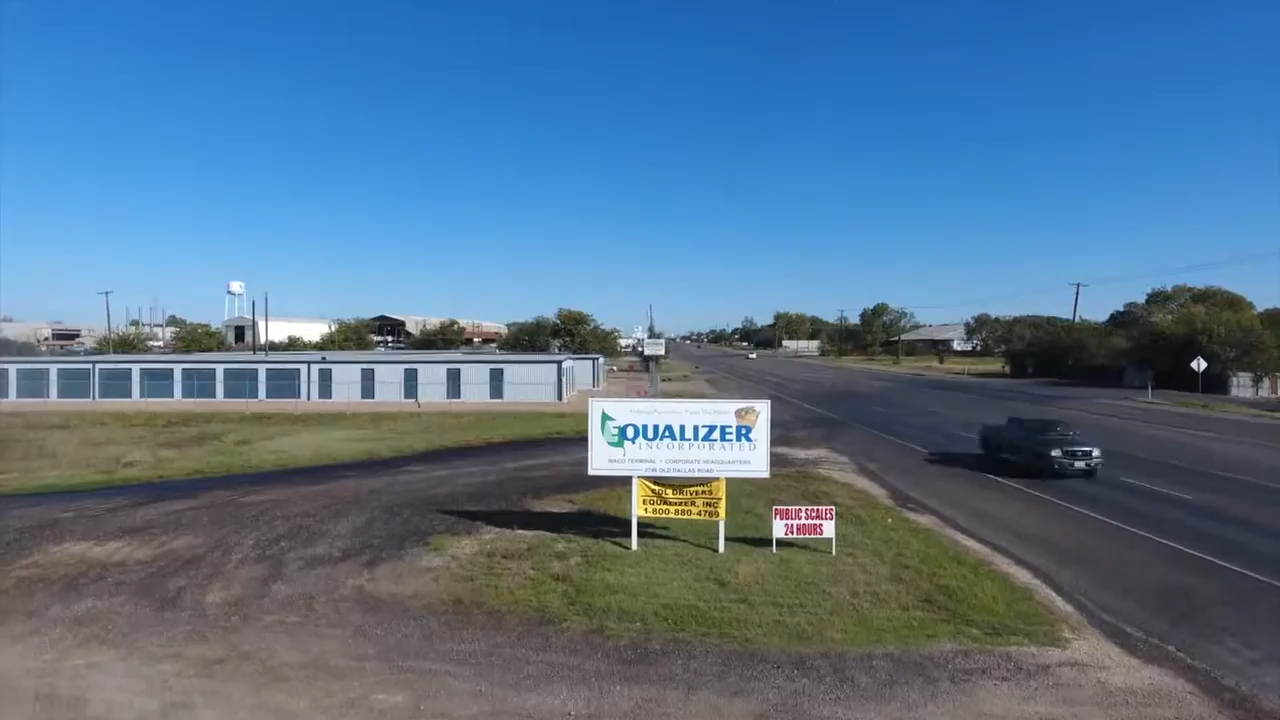 EQUALIZER
INCORPORATED
WACO TERMINAL • CORPORATE HEADQUARTERS
2746 OLD DALLAS ROAD
CDL DRIVERS
EQUALIZER, INC.
1-800-880-4769
PUBLIC SCALES
24 HOURS